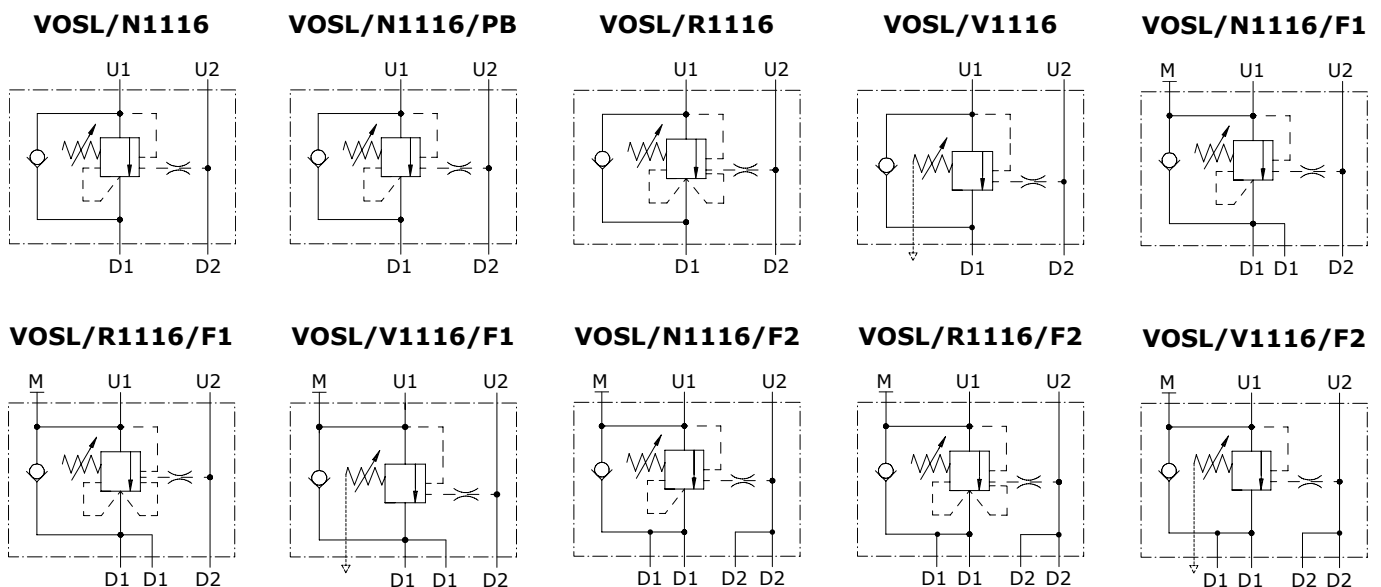 VOSL/N1116 VOSL/N1116/PB VOSL/R1116 VOSL/V1116 VOSL/N1116/F1
U1 U2 U1 U2 U1 U2 U1 U2 M U1 U2
D1 D2 D1 D2 D1 D2 D1 D2 D1 D1 D2
VOSL/R1116/F1 VOSL/V1116/F1 VOSL/N1116/F2 VOSL/R1116/F2 VOSL/V1116/F2
M U1 U2 M U1 U2 M U1 U2 M U1 U2 M U1 U2
D1 D1 D2 D1 D1 D2 D1 D1 D2 D2 D1 D1 D2 D2 D1 D1 D2 D2